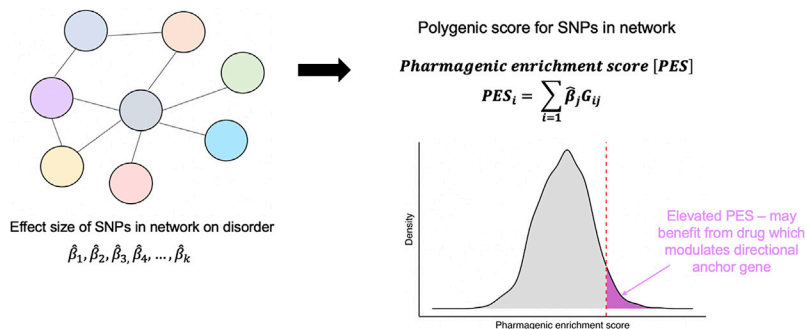 Effect size of SNPs in network on disorder
β̂₁, β̂₂, β̂₃, β̂₄, ..., β̂ₖ
Polygenic score for SNPs in network
Pharmagenic enrichment score [PES]
PESᵢ = ∑ᵢ₌₁ β̂ⱼGᵢⱼ
Density
Elevated PES – may
benefit from drug which
modulates directional
anchor gene
Pharmagenic enrichment score